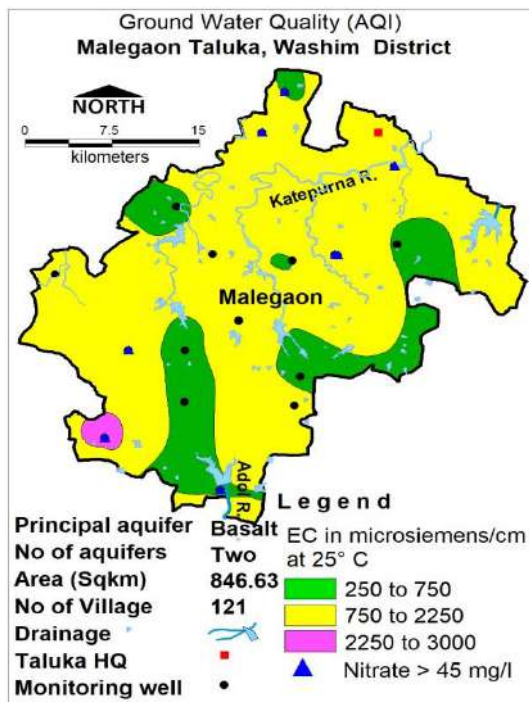 Ground Water Quality (AQI)
Malegaon Taluka, Washim District
NORTH
0 7.5 15
kilometers
Katepurna R.
Malegaon
Adol R.
Legend
Principal aquifer Basalt
No of aquifers Two
Area (Sqkm) 846.63
No of Village 121
Drainage
Taluka HQ
Monitoring well
EC in microsiemens/cm
at 25° C
250 to 750
750 to 2250
2250 to 3000
Nitrate > 45 mg/l